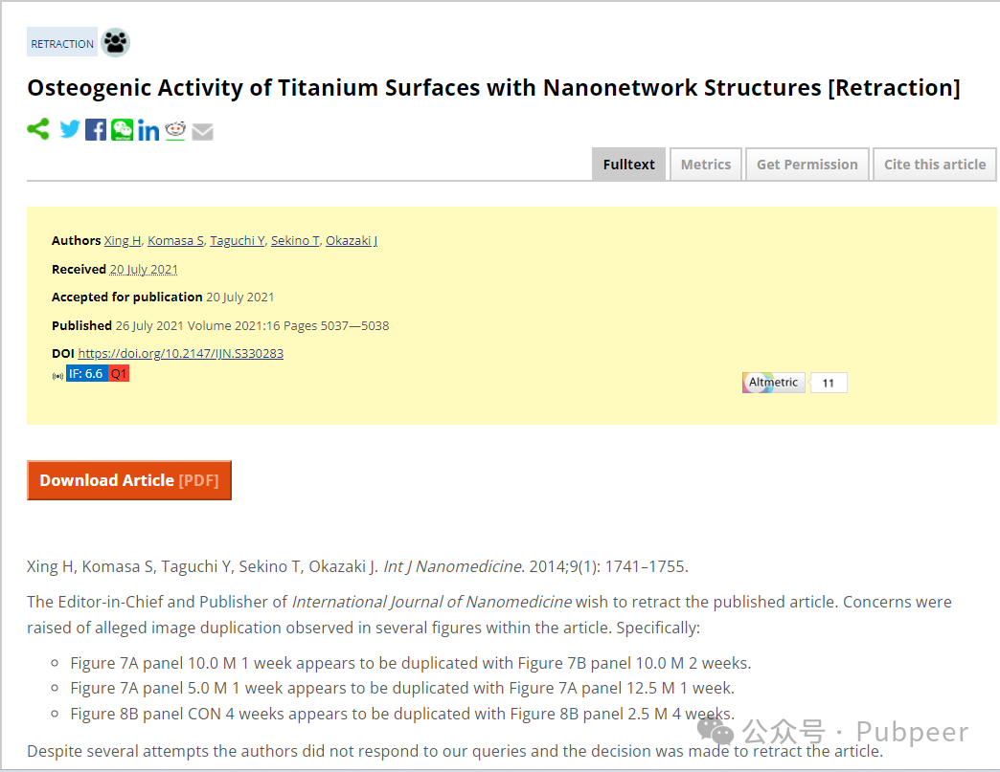 RETRACTION
Osteogenic Activity of Titanium Surfaces with Nanonetwork Structures [Retraction]
Fulltext Metrics Get Permission Cite this article
Authors Xing H, Komasa S, Taguchi Y, Sekino T, Okazaki J
Received 20 July 2021
Accepted for publication 20 July 2021
Published 26 July 2021 Volume 2021:16 Pages 5037—5038
DOI https://doi.org/10.2147/IJN.S330283
IF: 6.6 Q1
Altmetric 11
Download Article [PDF]
Xing H, Komasa S, Taguchi Y, Sekino T, Okazaki J. Int J Nanomedicine. 2014;9(1): 1741–1755.
The Editor-in-Chief and Publisher of International Journal of Nanomedicine wish to retract the published article. Concerns were
raised of alleged image duplication observed in several figures within the article. Specifically:
Figure 7A panel 10.0 M 1 week appears to be duplicated with Figure 7B panel 10.0 M 2 weeks.
Figure 7A panel 5.0 M 1 week appears to be duplicated with Figure 7A panel 12.5 M 1 week.
Figure 8B panel CON 4 weeks appears to be duplicated with Figure 8B panel 2.5 M 4 weeks.
公众号 · Pubpeer
Despite several attempts the authors did not respond to our queries and the decision was made to retract the article.